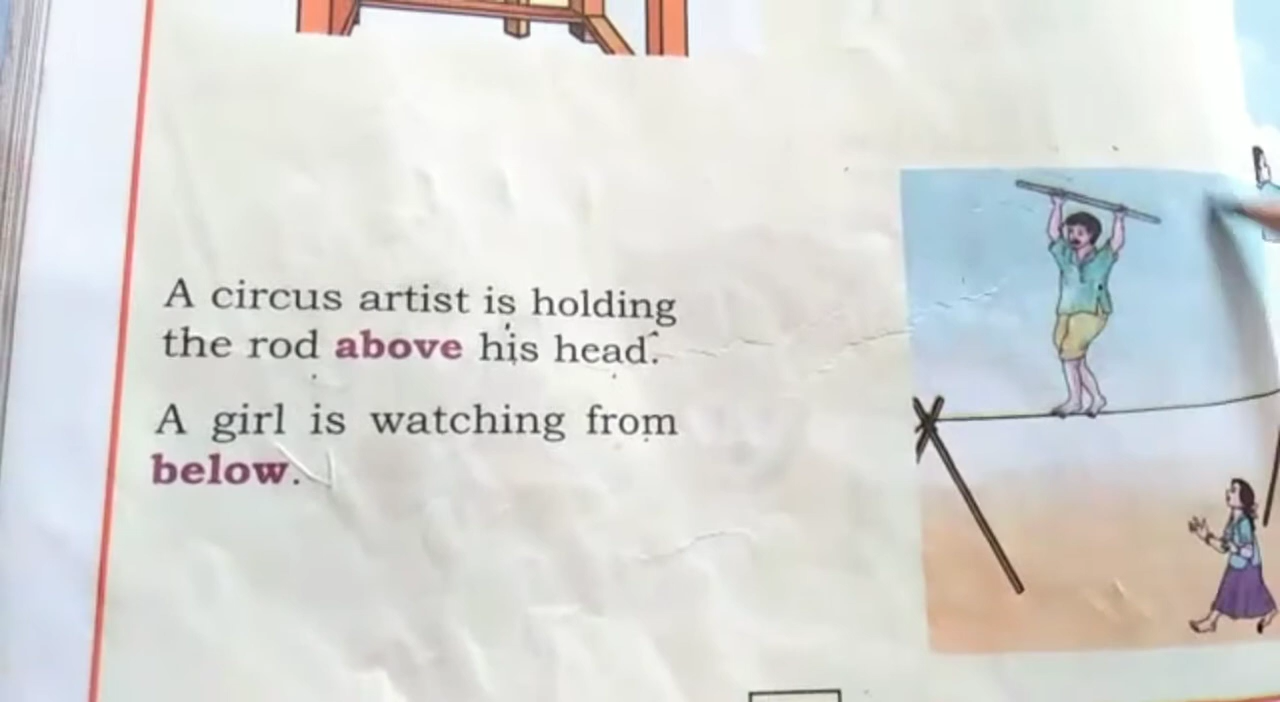 A circus artist is holding
the rod above his head.
A girl is watching from
below.